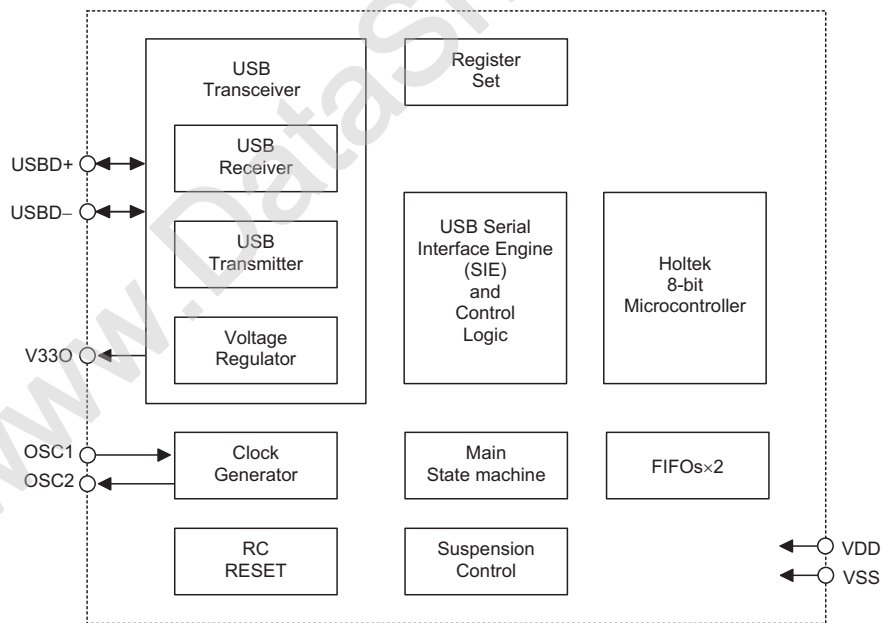 USB
Transceiver
Register
Set
USB
Receiver
USBD+
USBD−
USB
Transmitter
USB Serial
Interface Engine
(SIE)
and
Control
Logic
Holtek
8-bit
Microcontroller
Voltage
Regulator
V33O
OSC1
OSC2
Clock
Generator
Main
State machine
FIFOs×2
RC
RESET
Suspension
Control
VDD
VSS
www.DataSh